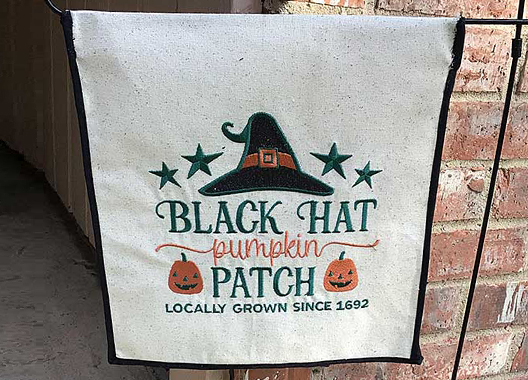 BLACK HAT
pumpkin
PATCH
LOCALLY GROWN SINCE 1692